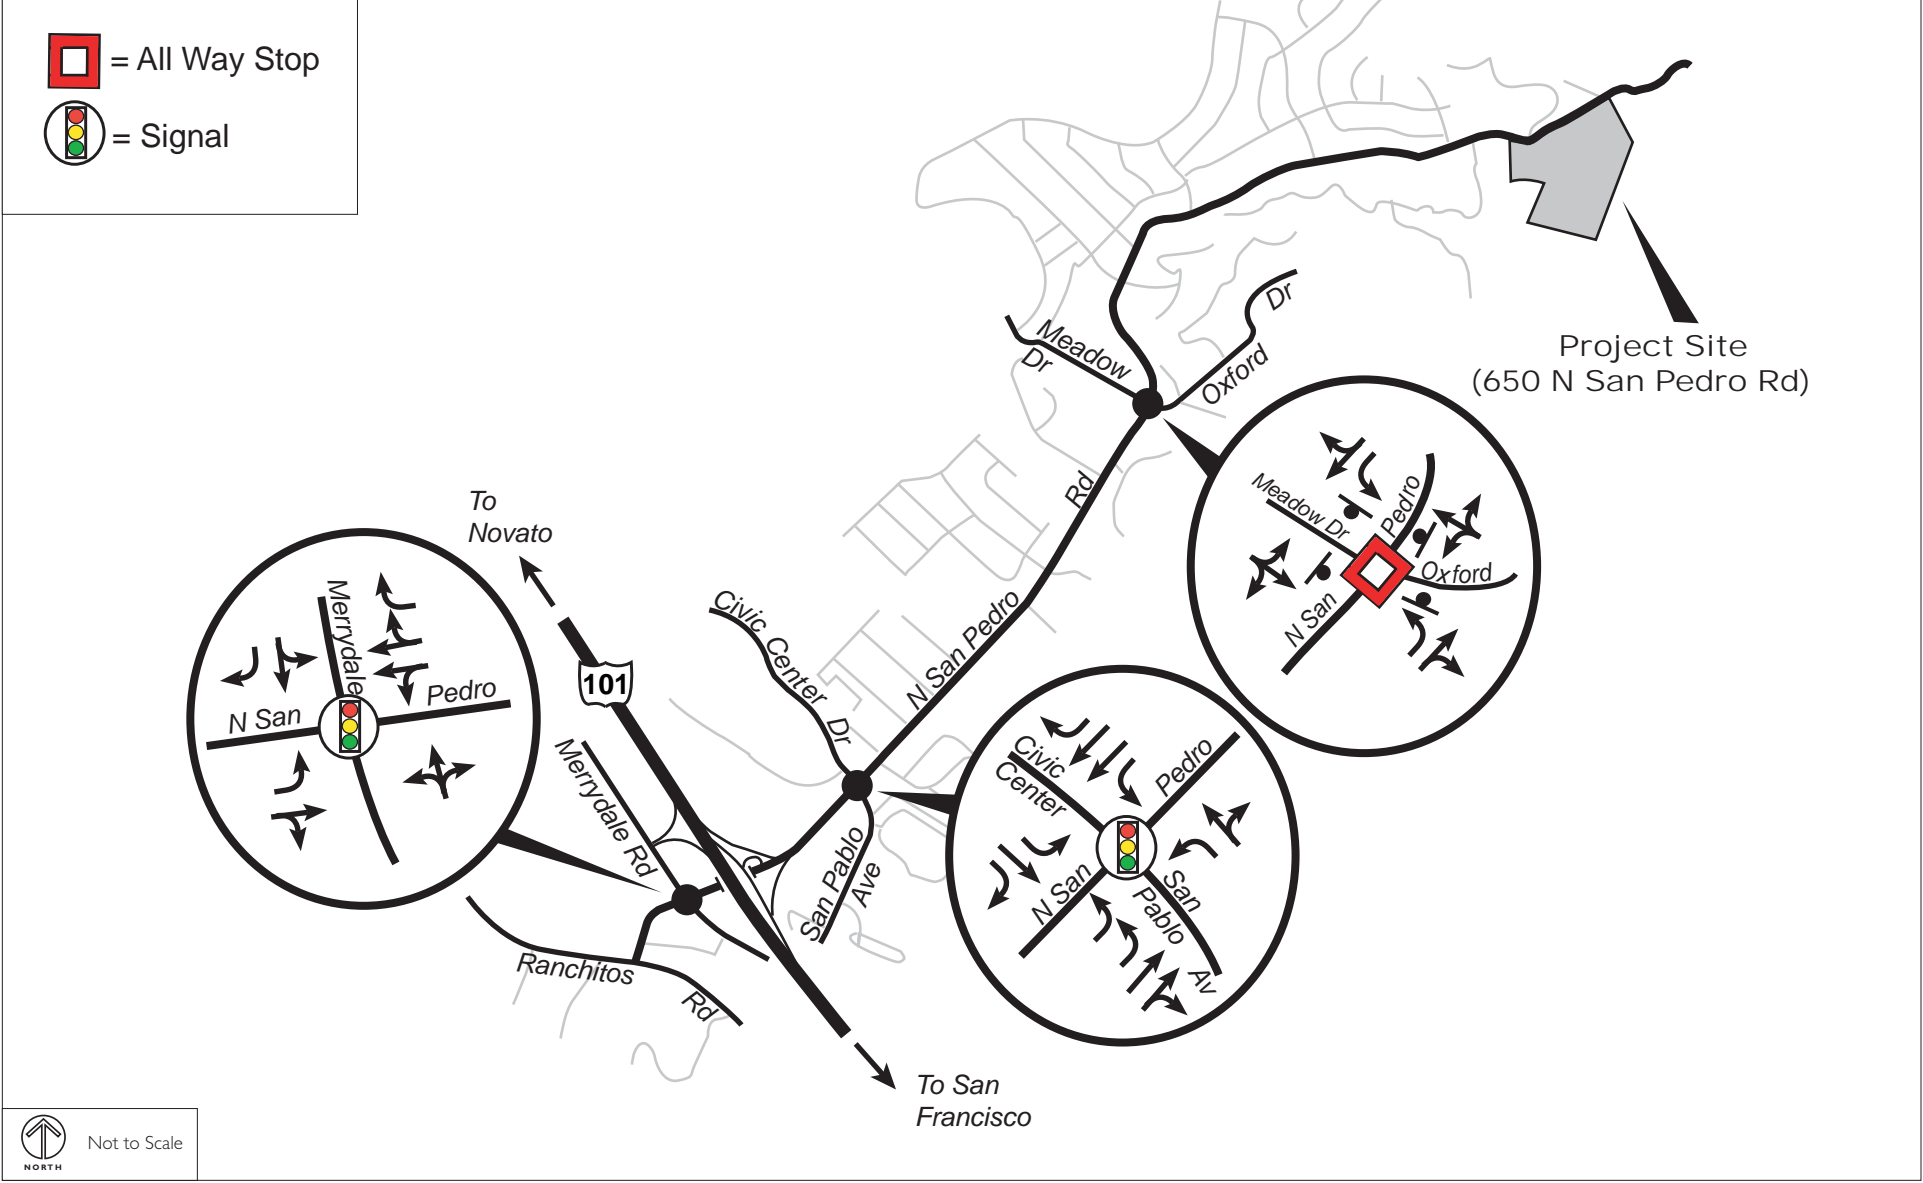 = All Way Stop
= Signal
Project Site
(650 N San Pedro Rd)
Meadow
Dr
Oxford
Dr
Rd
N San Pedro
Meadow Dr
Pedro
Oxford
N San
To
Novato
101
Civic Center Dr
Merrydale
N San
Pedro
Merrydale Rd
San Pablo
Ave
Civic
Center
Pedro
N San
San
Pablo
Av
Ranchitos
Rd
To San
Francisco
NORTH
Not to Scale